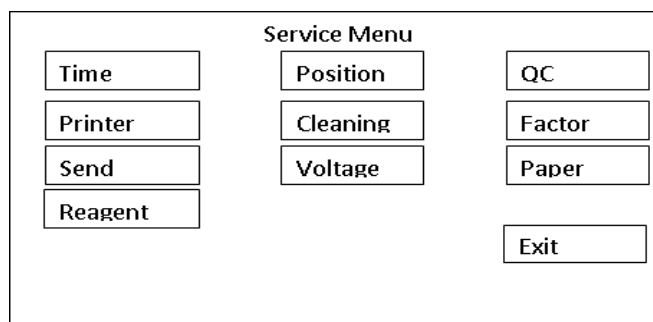 Service Menu
Time Position QC
Printer Cleaning Factor
Send Voltage Paper
Reagent
Exit